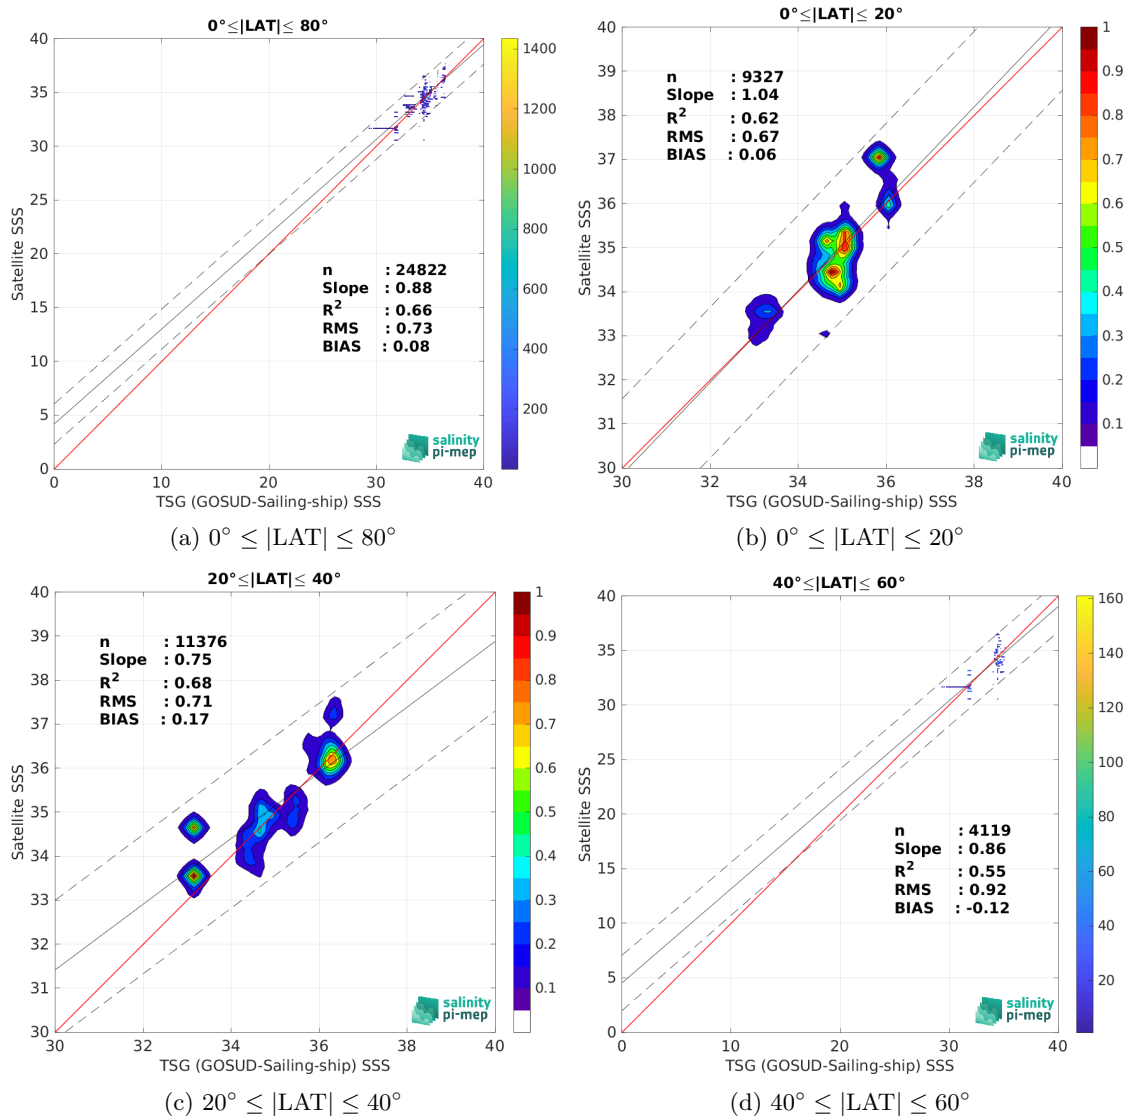 0°≤|LAT|≤ 80°
40
35
30
25
20
15
10
5
0
Satellite SSS
n : 24822
Slope : 0.88
R² : 0.66
RMS : 0.73
BIAS : 0.08
salinity
pi-mep
0 10 20 30 40
TSG (GOSUD-Sailing-ship) SSS
1400
1200
1000
800
600
400
200
(a) 0° ≤ |LAT| ≤ 80°
0°≤|LAT|≤ 20°
40
39
38
37
36
35
34
33
32
31
30
Satellite SSS
n : 9327
Slope : 1.04
R² : 0.62
RMS : 0.67
BIAS : 0.06
salinity
pi-mep
30 32 34 36 38 40
TSG (GOSUD-Sailing-ship) SSS
1
0.9
0.8
0.7
0.6
0.5
0.4
0.3
0.2
0.1
(b) 0° ≤ |LAT| ≤ 20°
20°≤|LAT|≤ 40°
40
39
38
37
36
35
34
33
32
31
30
Satellite SSS
n : 11376
Slope : 0.75
R² : 0.68
RMS : 0.71
BIAS : 0.17
salinity
pi-mep
30 32 34 36 38 40
TSG (GOSUD-Sailing-ship) SSS
1
0.9
0.8
0.7
0.6
0.5
0.4
0.3
0.2
0.1
(c) 20° ≤ |LAT| ≤ 40°
40°≤|LAT|≤ 60°
40
35
30
25
20
15
10
5
0
Satellite SSS
n : 4119
Slope : 0.86
R² : 0.55
RMS : 0.92
BIAS : -0.12
salinity
pi-mep
0 10 20 30 40
TSG (GOSUD-Sailing-ship) SSS
160
140
120
100
80
60
40
20
(d) 40° ≤ |LAT| ≤ 60°